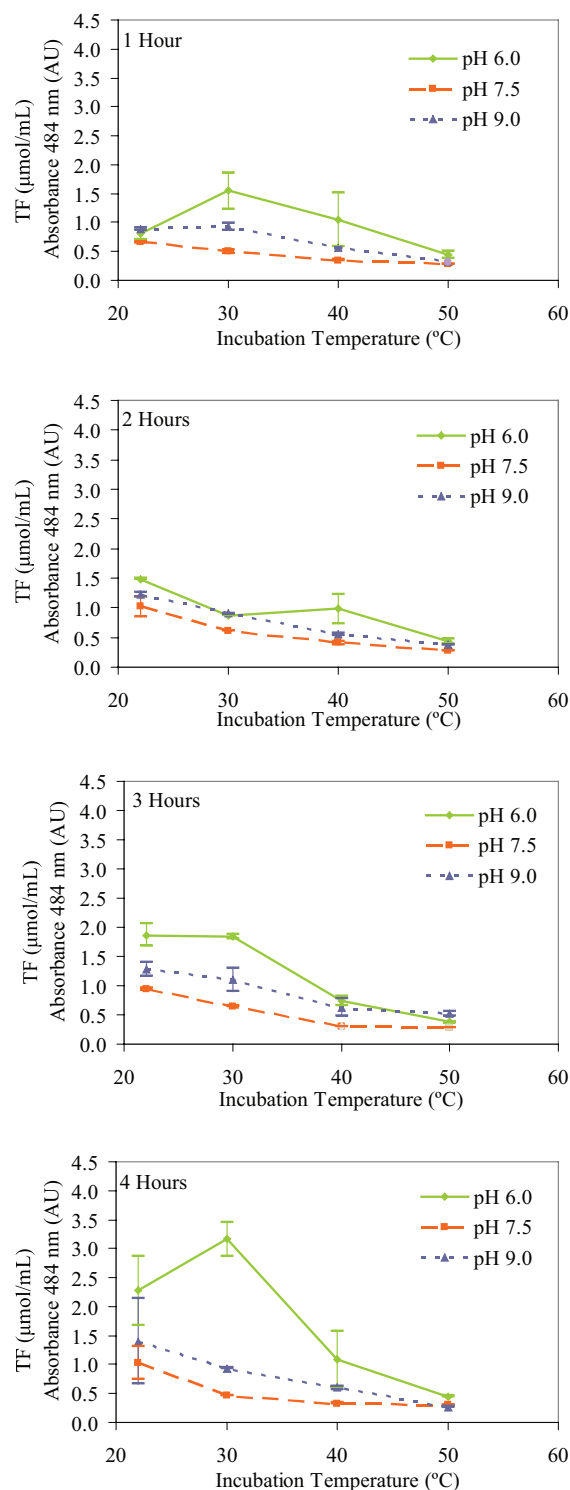 1 Hour
pH 6.0
pH 7.5
pH 9.0
TF (µmol/mL)
Absorbance 484 nm (AU)
4.5
4.0
3.5
3.0
2.5
2.0
1.5
1.0
0.5
0.0
20 30 40 50 60
Incubation Temperature (ºC)
2 Hours
pH 6.0
pH 7.5
pH 9.0
TF (µmol/mL)
Absorbance 484 nm (AU)
4.5
4.0
3.5
3.0
2.5
2.0
1.5
1.0
0.5
0.0
20 30 40 50 60
Incubation Temperature (ºC)
3 Hours
pH 6.0
pH 7.5
pH 9.0
TF (µmol/mL)
Absorbance 484 nm (AU)
4.5
4.0
3.5
3.0
2.5
2.0
1.5
1.0
0.5
0.0
20 30 40 50 60
Incubation Temperature (ºC)
4 Hours
pH 6.0
pH 7.5
pH 9.0
TF (µmol/mL)
Absorbance 484 nm (AU)
4.5
4.0
3.5
3.0
2.5
2.0
1.5
1.0
0.5
0.0
20 30 40 50 60
Incubation Temperature (ºC)